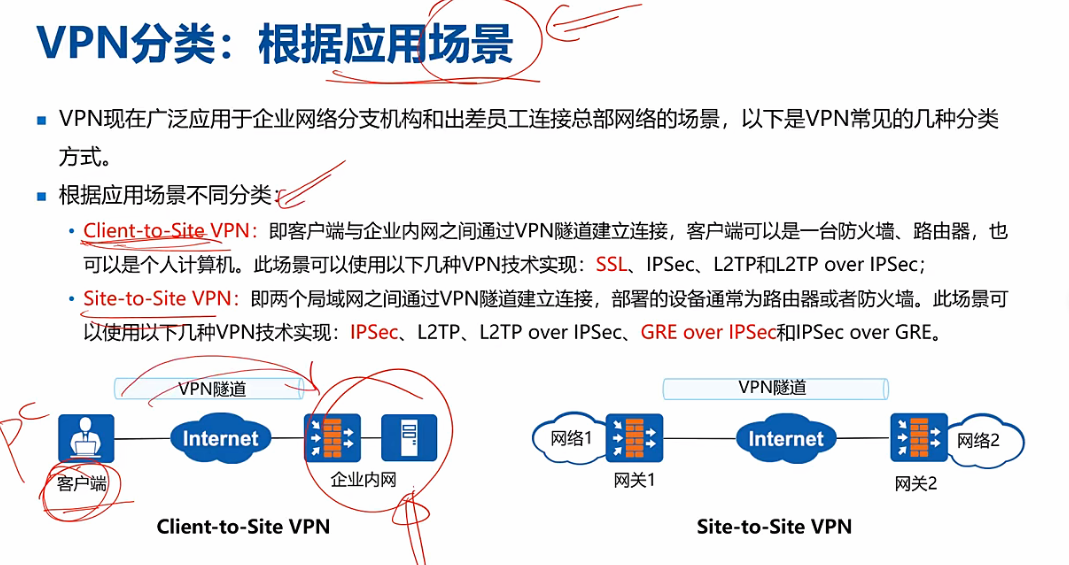 VPN分类：根据应用场景
VPN现在广泛应用于企业网络分支机构和出差员工连接总部网络的场景，以下是VPN常见的几种分类
方式。
根据应用场景不同分类：
Client-to-Site VPN：即客户端与企业内网之间通过VPN隧道建立连接，客户端可以是一台防火墙、路由器，也
可以是个人计算机。此场景可以使用以下几种VPN技术实现：SSL、IPSec、L2TP和L2TP over IPSec；
Site-to-Site VPN：即两个局域网之间通过VPN隧道建立连接，部署的设备通常为路由器或者防火墙。此场景可
以使用以下几种VPN技术实现：IPSec、L2TP、L2TP over IPSec、GRE over IPSec和IPSec over GRE。
VPN隧道
PC
Internet
客户端
企业内网
Client-to-Site VPN
VPN隧道
网络1
Internet
网络2
网关1
网关2
Site-to-Site VPN